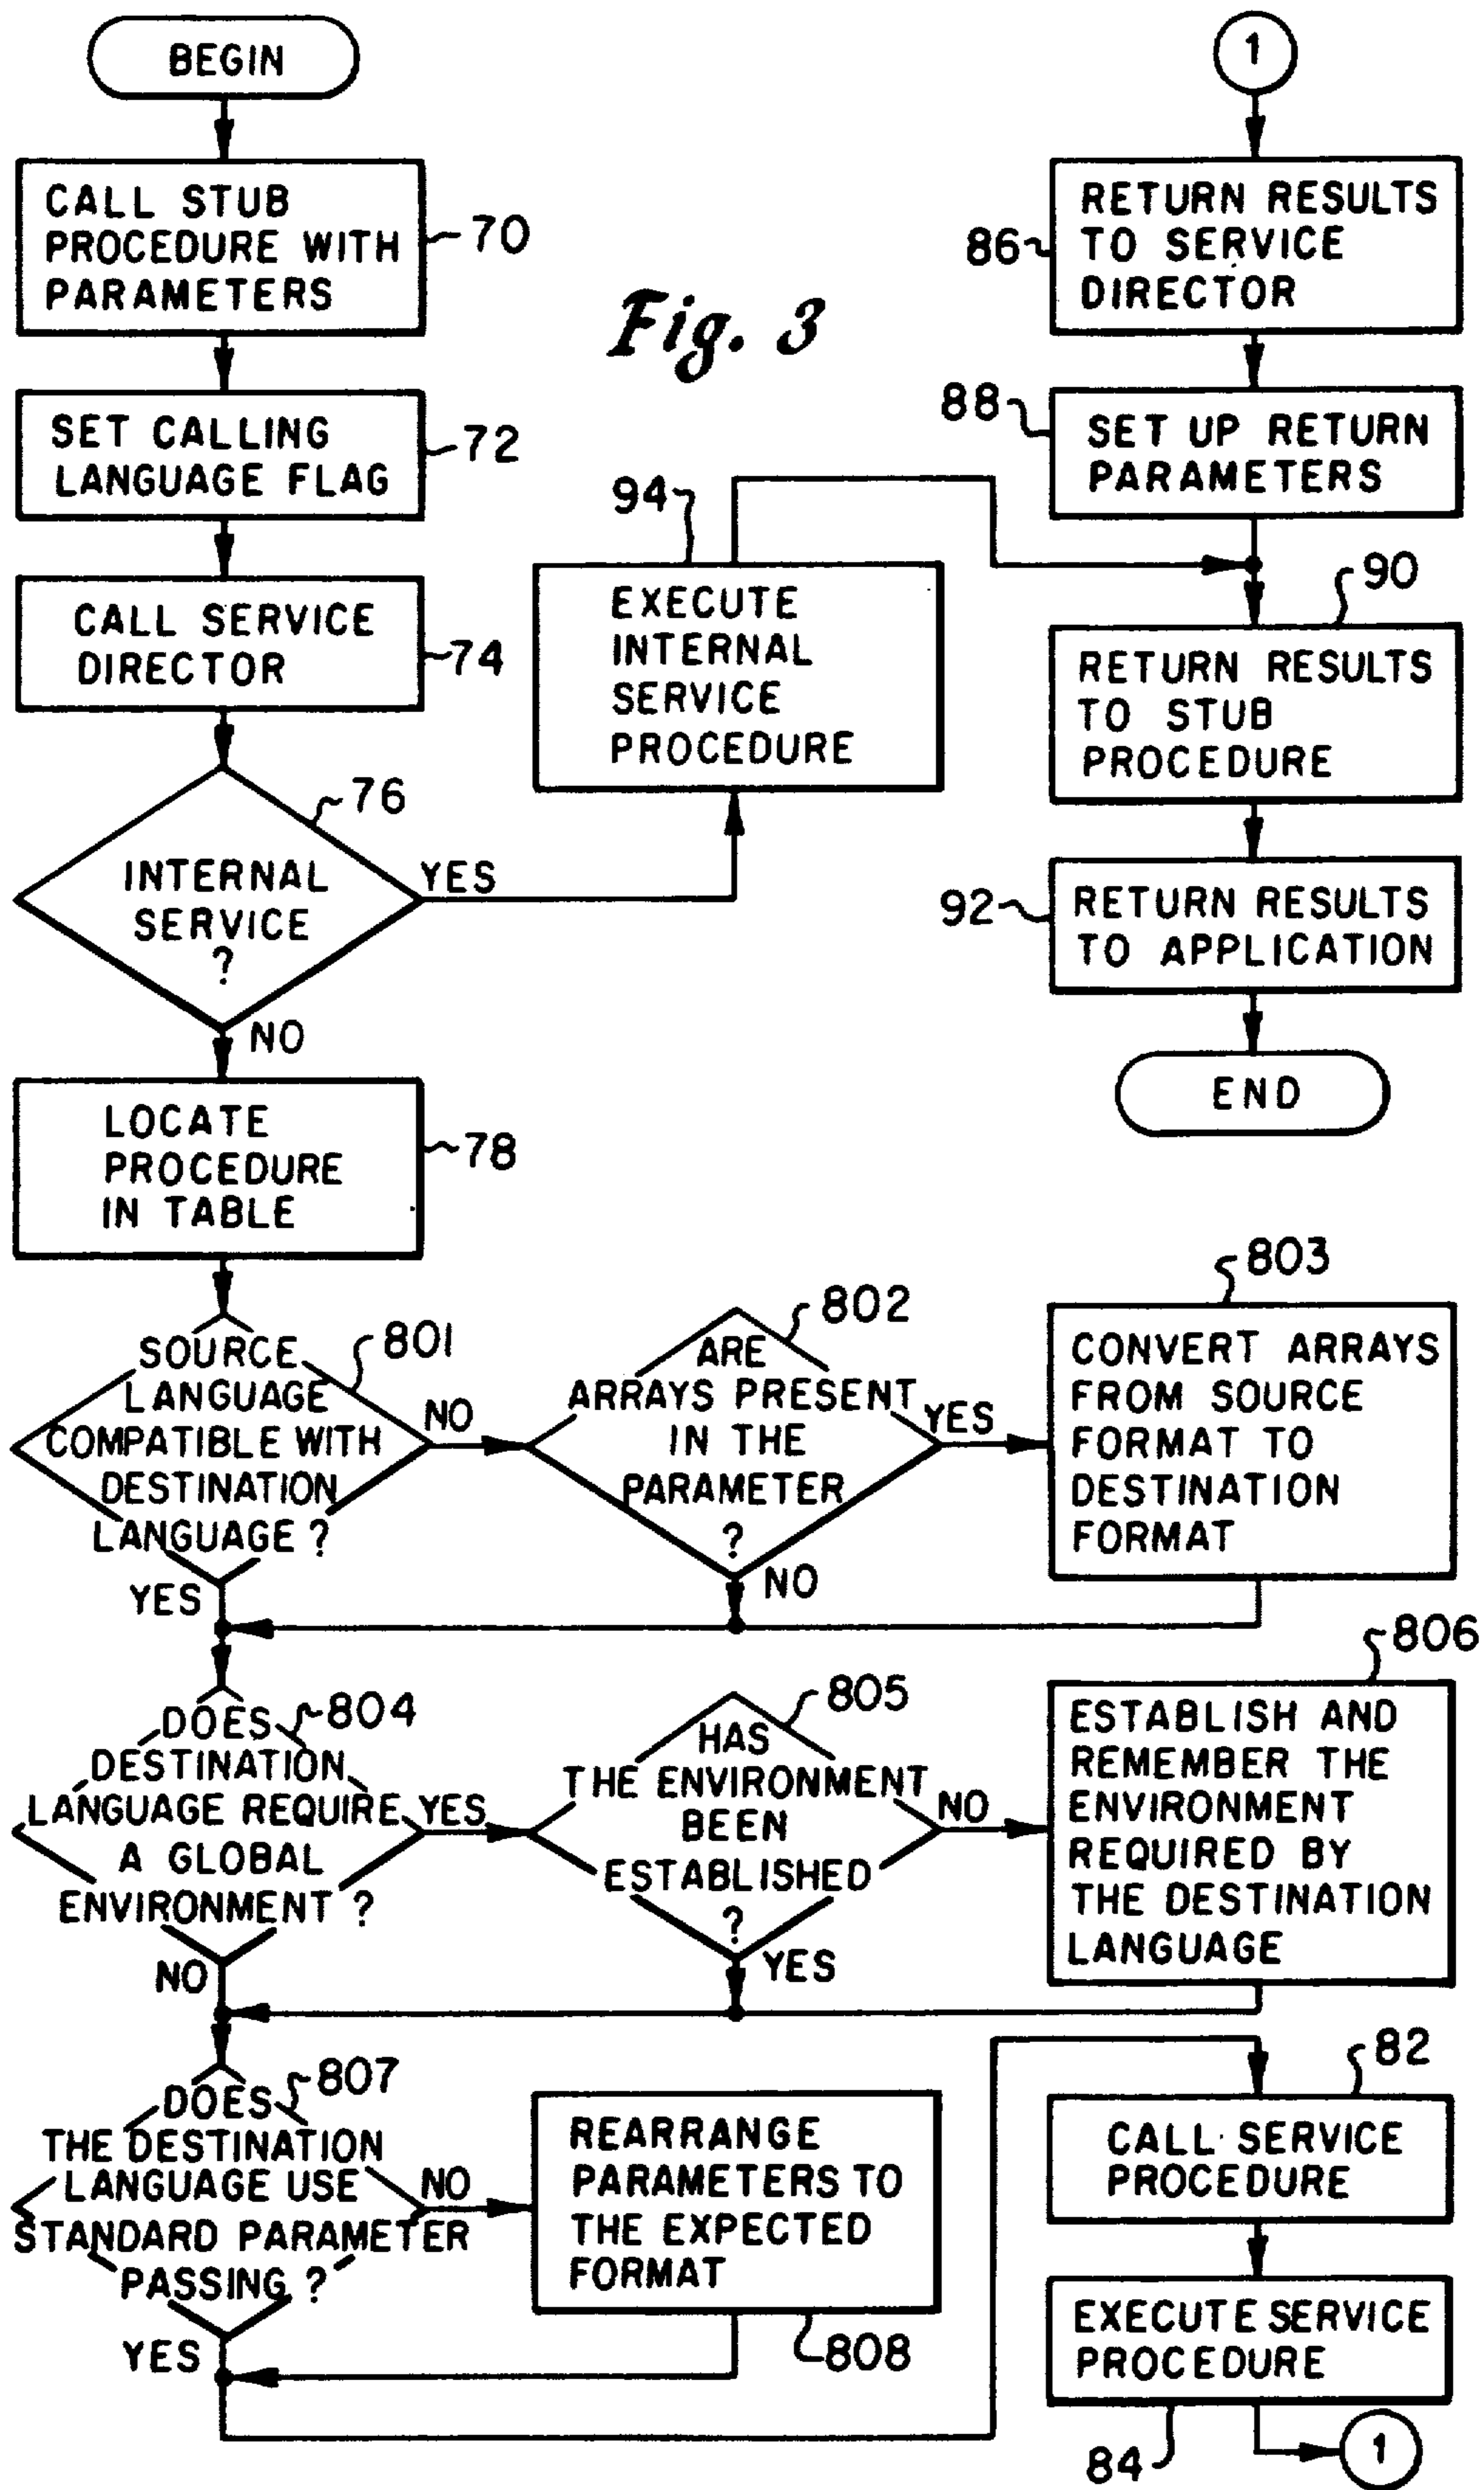 BEGIN
CALL STUB
PROCEDURE WITH
PARAMETERS
70
SET CALLING
LANGUAGE FLAG
72
CALL SERVICE
DIRECTOR
74
76
INTERNAL
SERVICE
?
YES
NO
94
EXECUTE
INTERNAL
SERVICE
PROCEDURE
LOCATE
PROCEDURE
IN TABLE
78
Fig. 3
1
86
RETURN RESULTS
TO SERVICE
DIRECTOR
88
SET UP RETURN
PARAMETERS
90
RETURN RESULTS
TO STUB
PROCEDURE
92
RETURN RESULTS
TO APPLICATION
END
801
SOURCE
LANGUAGE
COMPATIBLE WITH
DESTINATION
LANGUAGE ?
NO
YES
802
ARE
ARRAYS PRESENT
IN THE
PARAMETER
?
YES
NO
803
CONVERT ARRAYS
FROM SOURCE
FORMAT TO
DESTINATION
FORMAT
804
DOES
DESTINATION
LANGUAGE REQUIRE
A GLOBAL
ENVIRONMENT ?
YES
NO
805
HAS
THE ENVIRONMENT
BEEN
ESTABLISHED
?
NO
YES
806
ESTABLISH AND
REMEMBER THE
ENVIRONMENT
REQUIRED BY
THE DESTINATION
LANGUAGE
807
DOES
THE DESTINATION
LANGUAGE USE
STANDARD PARAMETER
PASSING ?
NO
YES
REARRANGE
PARAMETERS TO
THE EXPECTED
FORMAT
808
82
CALL SERVICE
PROCEDURE
EXECUTE SERVICE
PROCEDURE
84
1